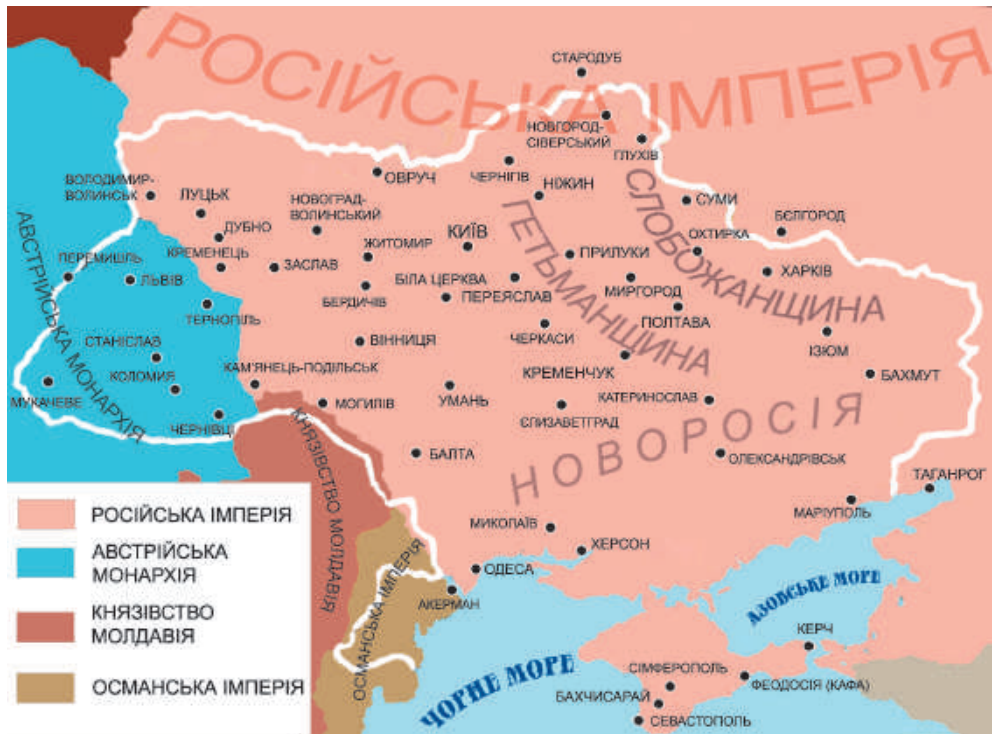 РОСІЙСЬКА ІМПЕРІЯ
СТАРОДУБ
НОВГОРОД-
СІВЕРСЬКИЙ
ГЛУХІВ
ЧЕРНІГІВ
ОВРУЧ
НІЖИН
ВОЛОДИМИР-
ВОЛИНСЬК
ЛУЦЬК
НОВОГРАД-
ВОЛИНСЬКИЙ
СУМИ
СЛОБОЖАНЩИНА
БЄЛГОРОД
ДУБНО
ЖИТОМИР
КИЇВ
ГЕТЬМАНЩИНА
ПРИЛУКИ
ОХТИРКА
АВСТРІЙСЬКА МОНАРХІЯ
ПЕРЕМИШЛЬ
КРЕМЕНЕЦЬ
ЗАСЛАВ
ХАРКІВ
ЛЬВІВ
БІЛА ЦЕРКВА
ПЕРЕЯСЛАВ
МИРГОРОД
БЕРДИЧІВ
ТЕРНОПІЛЬ
ПОЛТАВА
ЧЕРКАСИ
СТАНІСЛАВ
ВІННИЦЯ
ІЗЮМ
КОЛОМИЯ
КАМ'ЯНЕЦЬ-ПОДІЛЬСЬК
КРЕМЕНЧУК
БАХМУТ
МУКАЧЕВЕ
МОГИЛІВ
УМАНЬ
КАТЕРИНОСЛАВ
ЧЕРНІВЦІ
ЄЛИЗАВЕТГРАД
НОВОРОСІЯ
КНЯЗІВСТВО МОЛДАВІЯ
БАЛТА
ОЛЕКСАНДРІВСЬК
ТАГАНРОГ
МАРІУПОЛЬ
МИКОЛАЇВ
ХЕРСОН
ОДЕСА
ОСМАНСЬКА ІМПЕРІЯ
АКЕРМАН
АЗОВСЬКЕ МОРЕ
КЕРЧ
ЧОРНЕ МОРЕ
СІМФЕРОПОЛЬ
ФЕОДОСІЯ (КАФА)
БАХЧИСАРАЙ
СЕВАСТОПОЛЬ
РОСІЙСЬКА ІМПЕРІЯ
АВСТРІЙСЬКА
МОНАРХІЯ
КНЯЗІВСТВО
МОЛДАВІЯ
ОСМАНСЬКА ІМПЕРІЯ